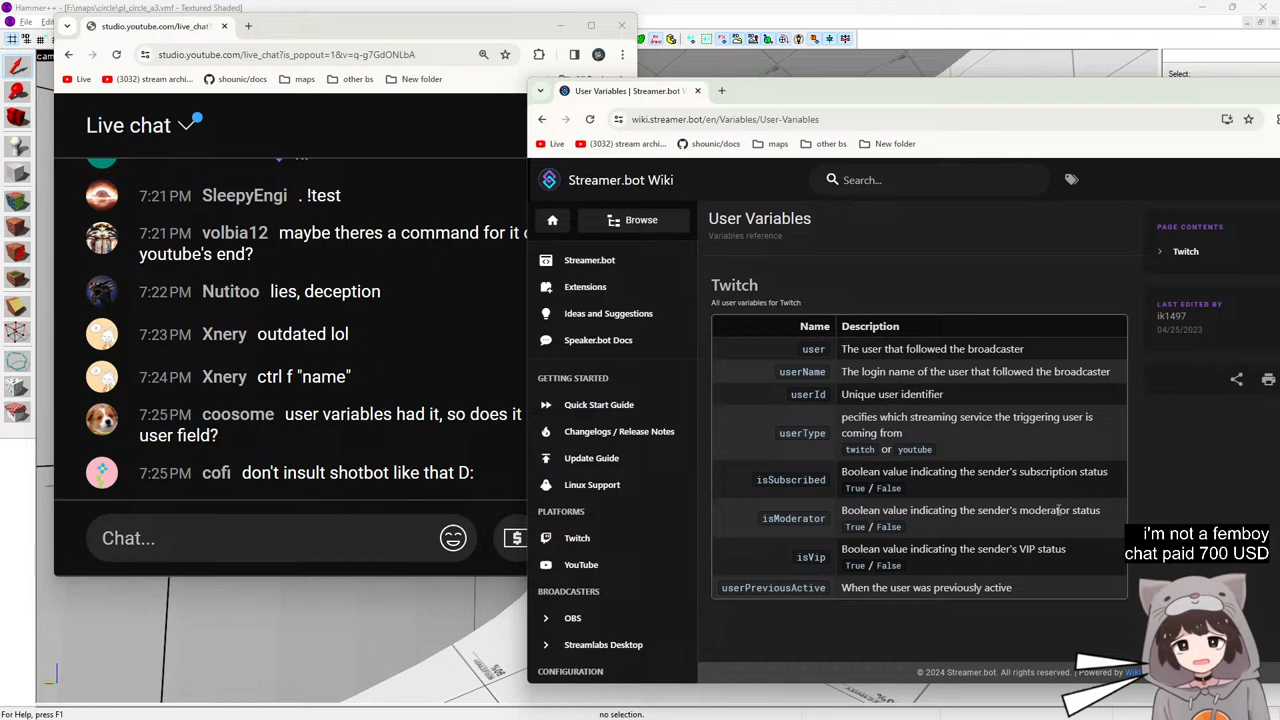 Hammer++ - [F:\maps\circle\pl_circle_a3.vmf - Textured Shaded]
File
studio.youtube.com/live_chat?
studio.youtube.com/live_chat?is_popout=1&v=q-g7GdONLbA
Live
(3032) stream archi...
shounic/docs
maps
other bs
New folder
Live chat
7:21 PM SleepyEngi . !test
7:21 PM volbia12 maybe theres a command for it
youtube's end?
7:22 PM Nutitoo lies, deception
7:23 PM Xnery outdated lol
7:24 PM Xnery ctrl f "name"
7:25 PM coosome user variables had it, so does it
user field?
7:25 PM cofi don't insult shotbot like that D:
Chat...
Select:
User Variables | Streamer.bot W
wiki.streamer.bot/en/Variables/User-Variables
Live
(3032) stream archi...
shounic/docs
maps
other bs
New folder
Streamer.bot Wiki
Search...
Browse
Streamer.bot
Extensions
Ideas and Suggestions
Speaker.bot Docs
GETTING STARTED
Quick Start Guide
Changelogs / Release Notes
Update Guide
Linux Support
PLATFORMS
Twitch
YouTube
BROADCASTERS
OBS
Streamlabs Desktop
CONFIGURATION
User Variables
Variables reference
Twitch
All user variables for Twitch
Name Description
user The user that followed the broadcaster
userName The login name of the user that followed the broadcaster
userId Unique user identifier
userType pecifies which streaming service the triggering user is
coming from
twitch or youtube
isSubscribed Boolean value indicating the sender's subscription status
True / False
isModerator Boolean value indicating the sender's moderator status
True / False
isVip Boolean value indicating the sender's VIP status
True / False
userPreviousActive When the user was previously active
© 2024 Streamer.bot. All rights reserved. | Powered by Wiki
PAGE CONTENTS
Twitch
LAST EDITED BY
ik1497
04/25/2023
i'm not a femboy
chat paid 700 USD
For Help, press F1
no selection.